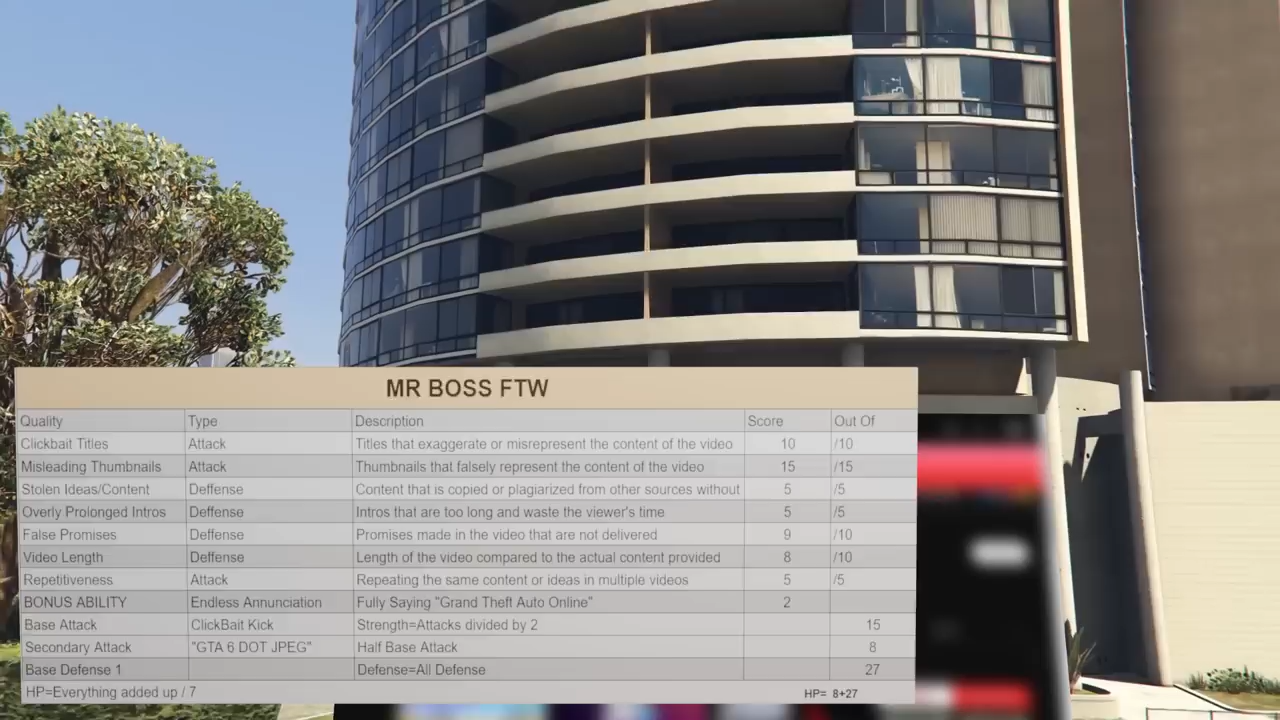 MR BOSS FTW
Quality Type Description Score Out Of
Clickbait Titles Attack Titles that exaggerate or misrepresent the content of the video 10 /10
Misleading Thumbnails Attack Thumbnails that falsely represent the content of the video 15 /15
Stolen Ideas/Content Deffense Content that is copied or plagiarized from other sources without 5 /5
Overly Prolonged Intros Defense Intros that are too long and waste the viewer's time 5 /5
False Promises Deffense Promises made in the video that are not delivered 9 /10
Video Length Deffense Length of the video compared to the actual content provided 8 /10
Repetitiveness Attack Repeating the same content or ideas in multiple videos 5 /5
BONUS ABILITY Endless Annunciation Fully Saying "Grand Theft Auto Online" 2
Base Attack ClickBait Kick Strength=Attacks divided by 2 15
Secondary Attack "GTA 6 DOT JPEG" Half Base Attack 8
Base Defense 1 Defense=All Defense 27
HP=Everything added up / 7 HP= 8+27